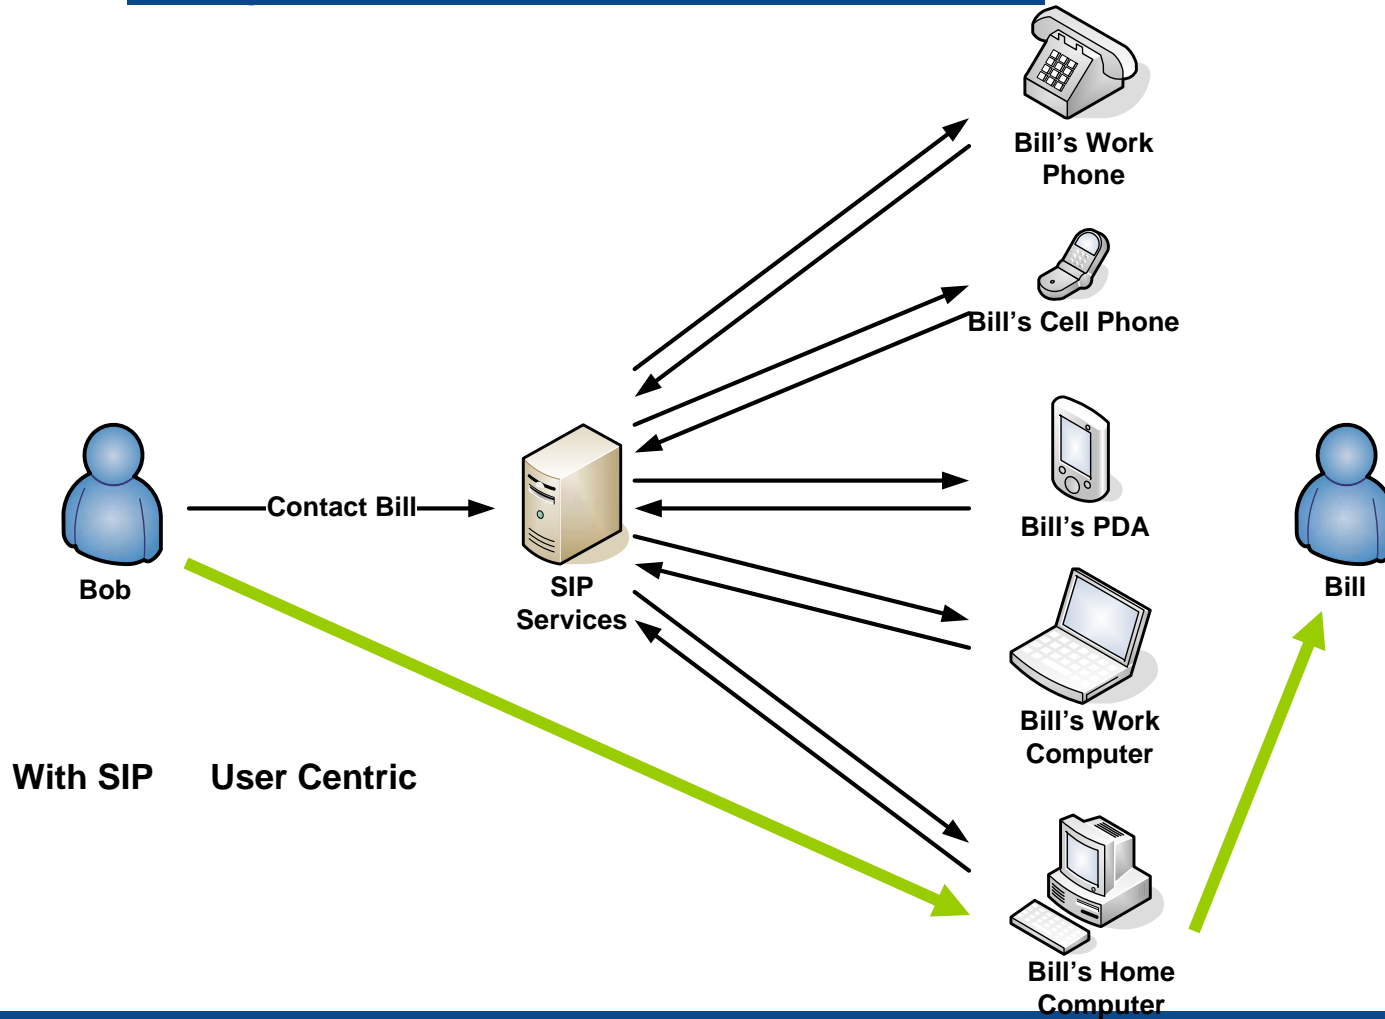 Bill's Work
Phone
Bill's Cell Phone
Contact Bill
Bill's PDA
Bob
SIP
Services
Bill
Bill's Work
Computer
With SIP User Centric
Bill's Home
Computer